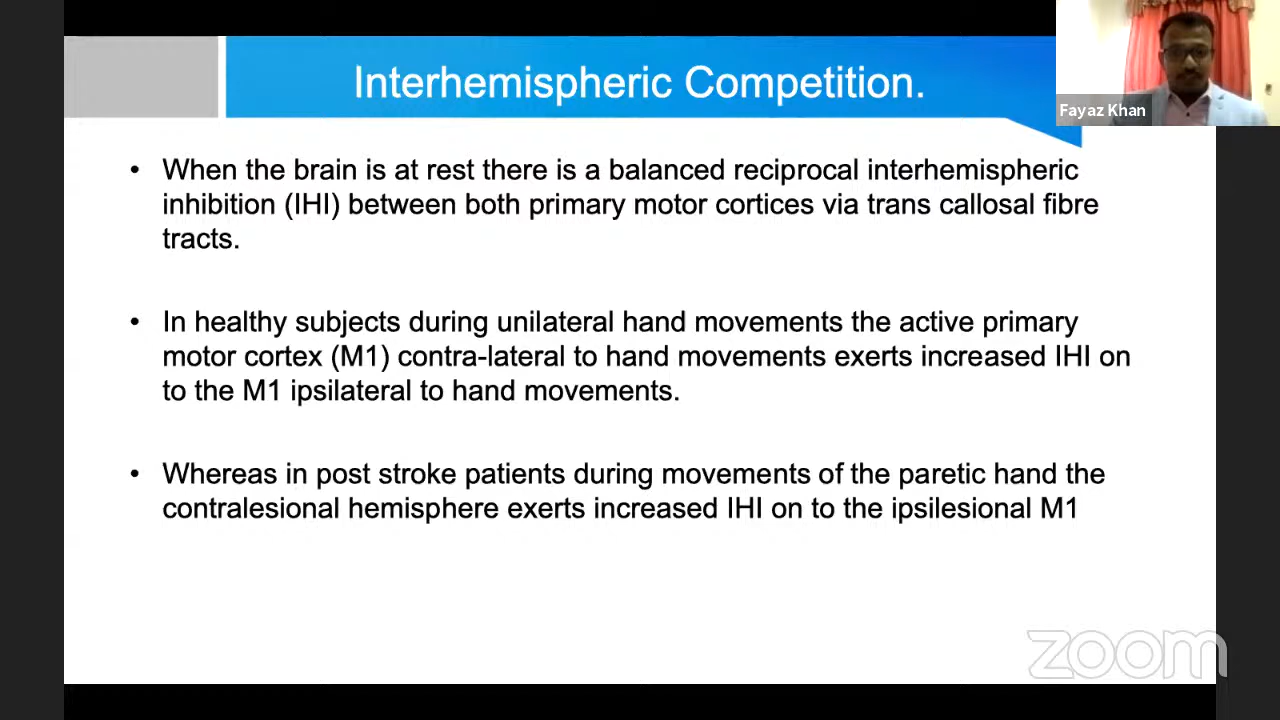 Interhemispheric Competition.
Fayaz Khan
• When the brain is at rest there is a balanced reciprocal interhemispheric
inhibition (IHI) between both primary motor cortices via trans callosal fibre
tracts.
• In healthy subjects during unilateral hand movements the active primary
motor cortex (M1) contra-lateral to hand movements exerts increased IHI on
to the M1 ipsilateral to hand movements.
• Whereas in post stroke patients during movements of the paretic hand the
contralesional hemisphere exerts increased IHI on to the ipsilesional M1
zoom